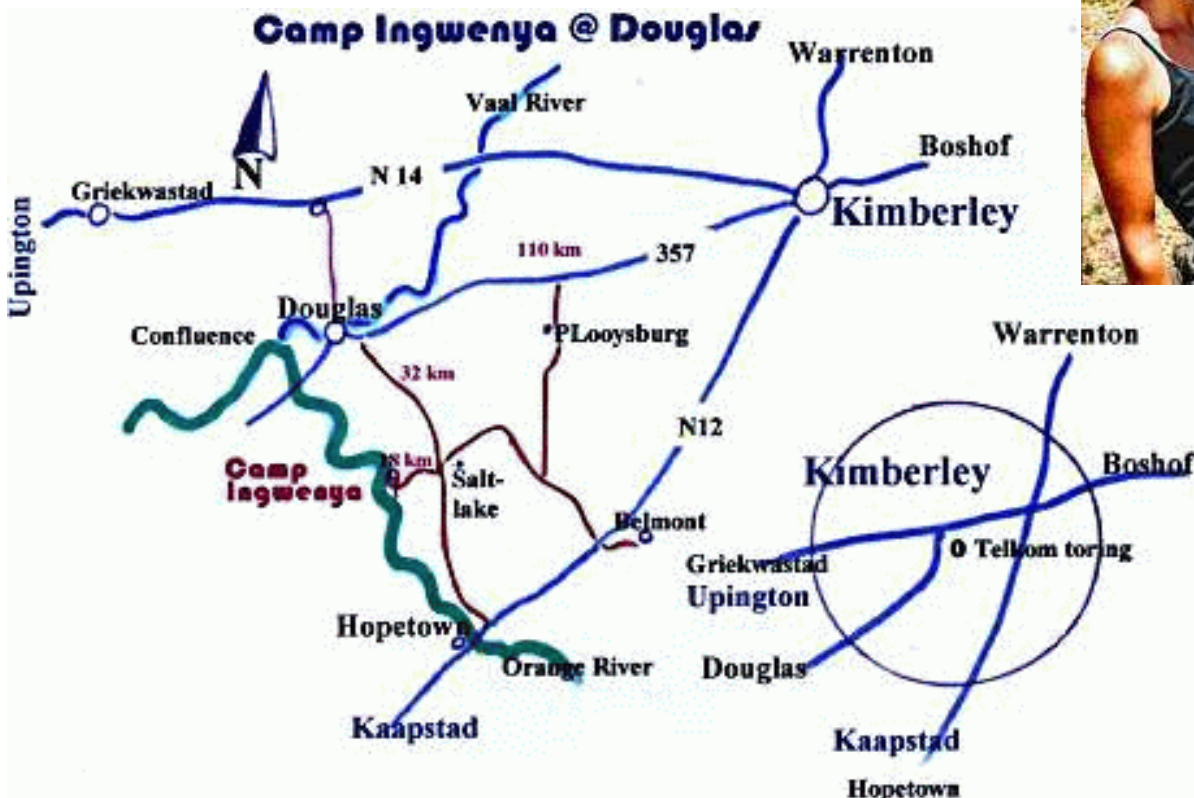 Camp Ingwenya @ Douglas
Warrenton
Vaal River
Boshof
N
N 14
Griekwastad
Kimberley
Upington
110 km
357
Douglas
Confluence
PLooysburg
Warrenton
32 km
N12
Kimberley
Boshof
18 km
Camp
Ingwenya
Salt-
lake
Belmont
Telkom toring
Griekwastad
Upington
Hopetown
Orange River
Douglas
Kaapstad
Kaapstad
Hopetown